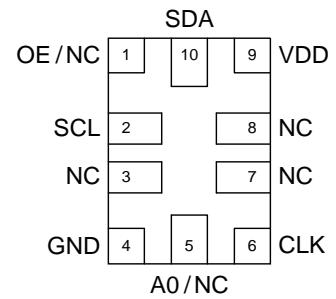 SDA
OE/NC 1 10 9 VDD
SCL 2 8 NC
NC 3 7 NC
GND 4 5 6 CLK
A0/NC